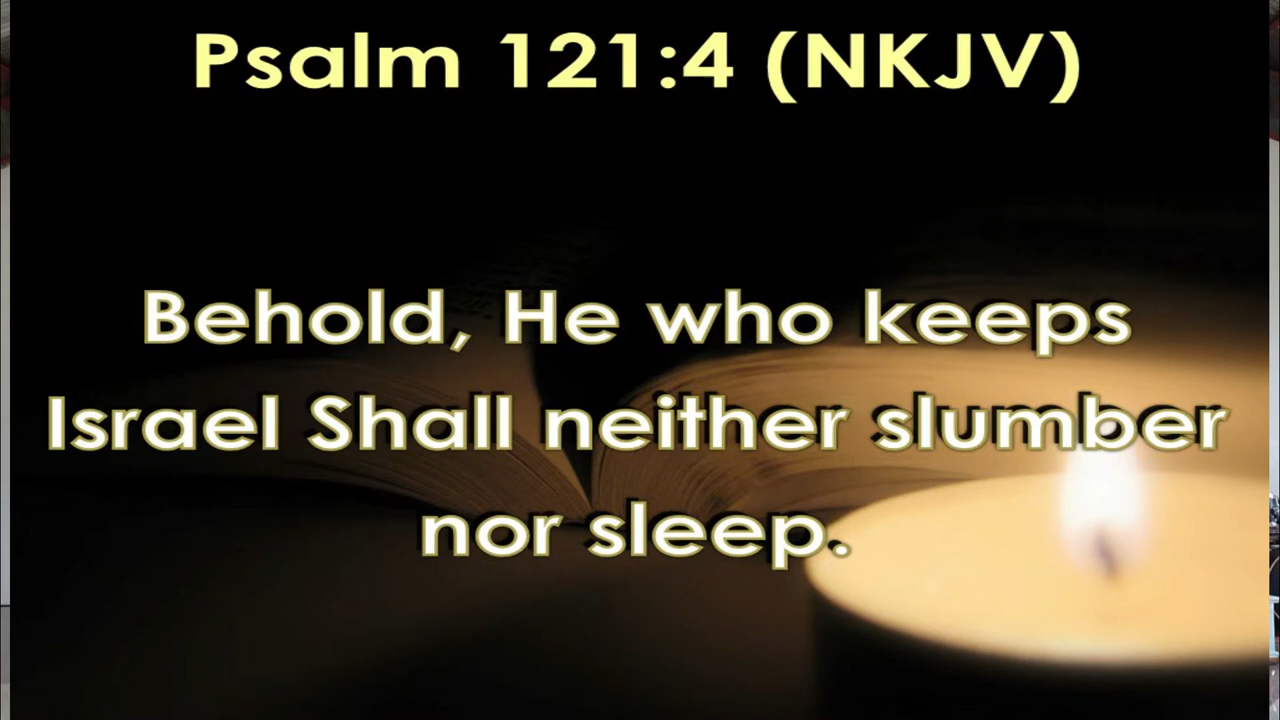 Psalm 121:4 (NKJV)
Behold, He who keeps
Israel Shall neither slumber
nor sleep.